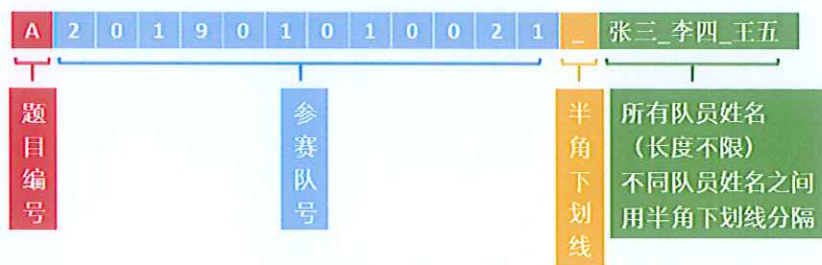 A 2 0 1 9 0 1 0 1 0 0 2 1 _ 张三_李四_王五
题目编号
参赛队号
半角下划线
所有队员姓名
（长度不限）
不同队员姓名之间
用半角下划线分隔